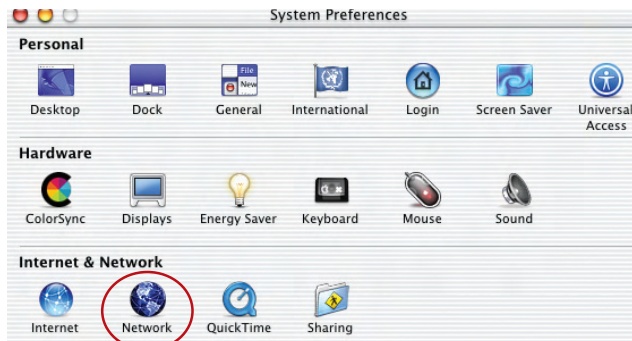 System Preferences
Personal
File
New
Desktop Dock General International Login Screen Saver Universal Access
Hardware
ColorSync Displays Energy Saver Keyboard Mouse Sound
Internet & Network
Internet Network QuickTime Sharing